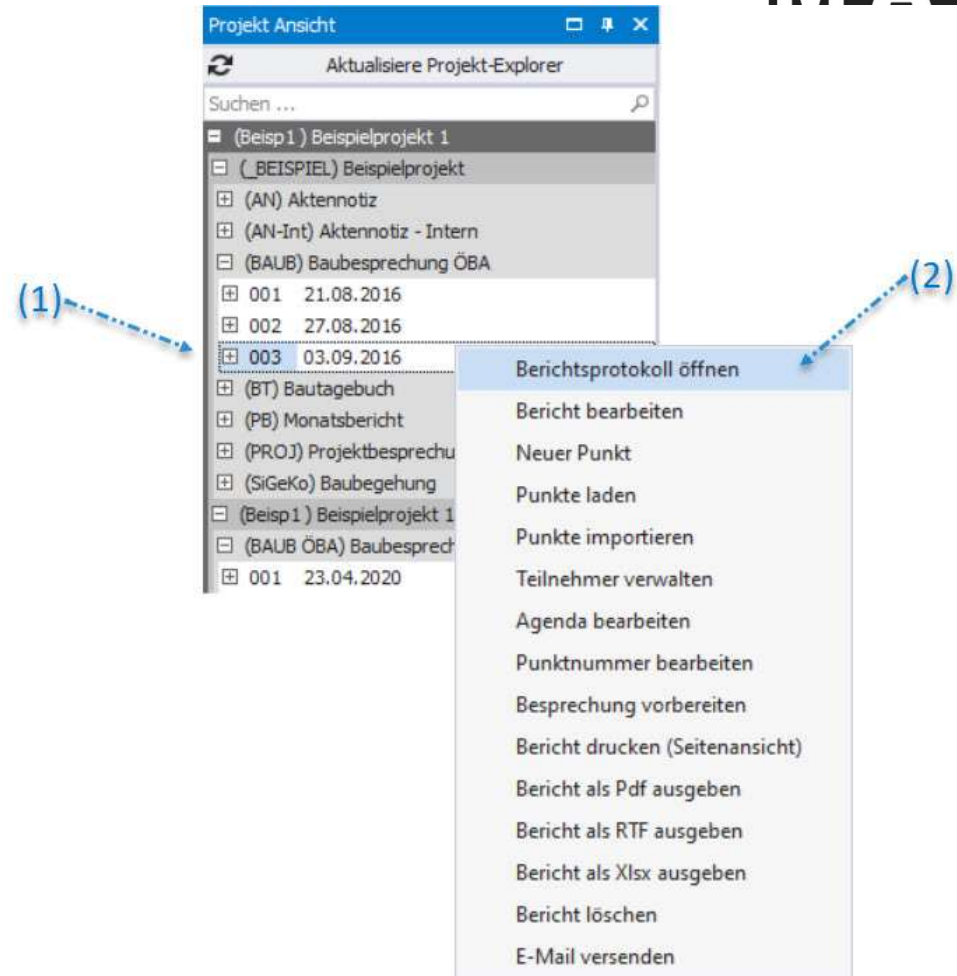 Projekt Ansicht
Aktualisiere Projekt-Explorer
Suchen ...
(Beisp1 ) Beispielprojekt 1
(_BEISPIEL) Beispielprojekt
(AN) Aktennotiz
(AN-Int) Aktennotiz - Intern
(BAUB) Baubesprechung ÖBA
001 21.08.2016
002 27.08.2016
(1)
(2)
003 03.09.2016
(BT) Bautagebuch
(PB) Monatsbericht
(PROJ) Projektbesprechu
(SiGeKo) Baubegehung
(Beisp1 ) Beispielprojekt 1
(BAUB ÖBA) Baubesprech
001 23.04.2020
Berichtsprotokoll öffnen
Bericht bearbeiten
Neuer Punkt
Punkte laden
Punkte importieren
Teilnehmer verwalten
Agenda bearbeiten
Punktnummer bearbeiten
Besprechung vorbereiten
Bericht drucken (Seitenansicht)
Bericht als Pdf ausgeben
Bericht als RTF ausgeben
Bericht als Xlsx ausgeben
Bericht löschen
E-Mail versenden